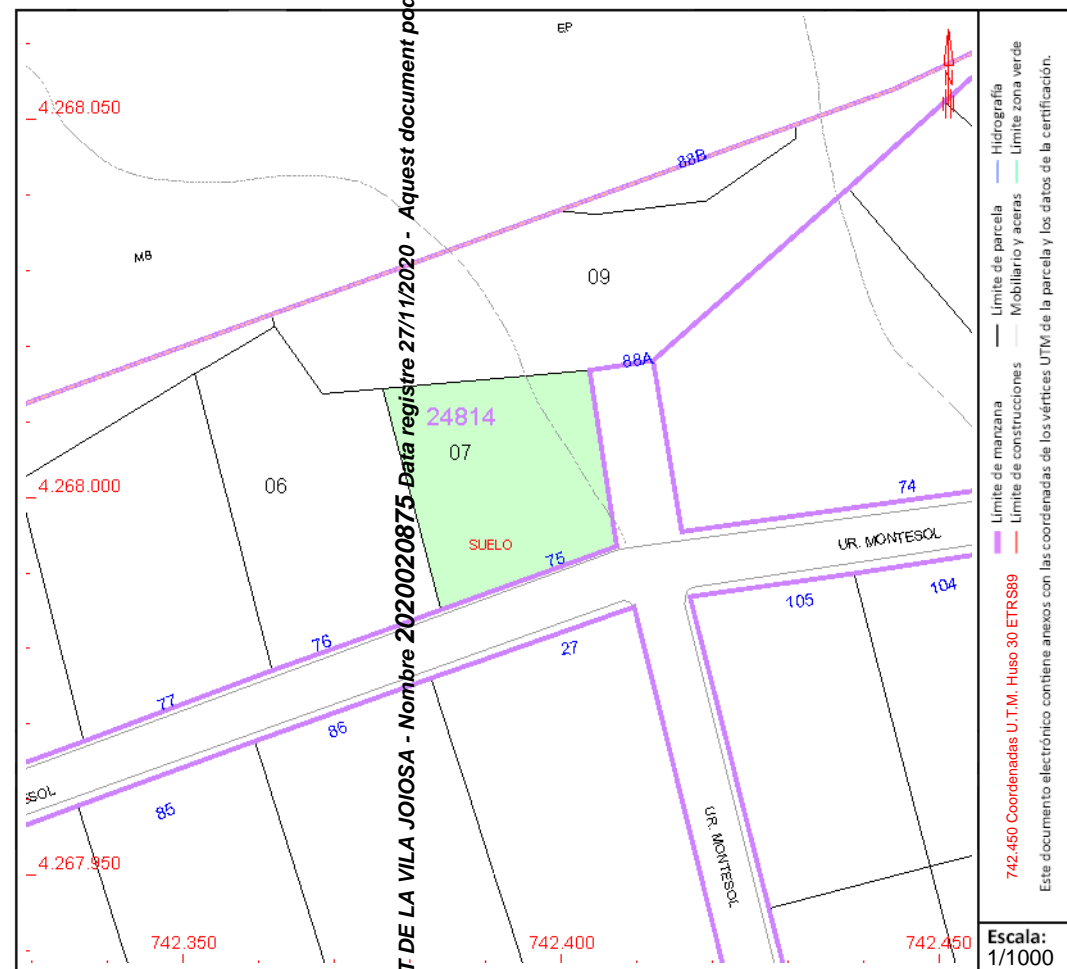 EP
4.268.050
88B
MB
09
88A
24814
07
06
4.268.000
74
SUELO
75
UR. MONTESOL
105
104
76
27
77
86
SOL
85
UR. MONTESOL
4.267.950
742.350
742.400
742.450
N
T DE LA VILA JOIOSA - Nombre 2020020875 Data registre 27/11/2020 - Aquest document poc
Límite de manzana
Límite de parcela
Hidrografía
Límite de construcciones
Mobiliario y aceras
Límite zona verde
742.450 Coordenadas U.T.M. Huso 30 ETRS89
Este documento electrónico contiene anexos con las coordenadas de los vértices UTM de la parcela y los datos de la certificación.
Escala:
1/1000